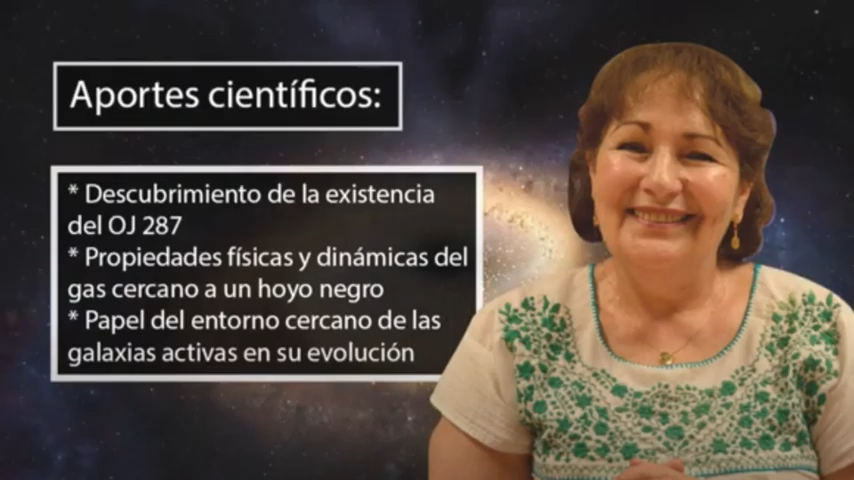 Aportes científicos:
* Descubrimiento de la existencia
del OJ 287
* Propiedades físicas y dinámicas del
gas cercano a un hoyo negro
* Papel del entorno cercano de las
galaxias activas en su evolución